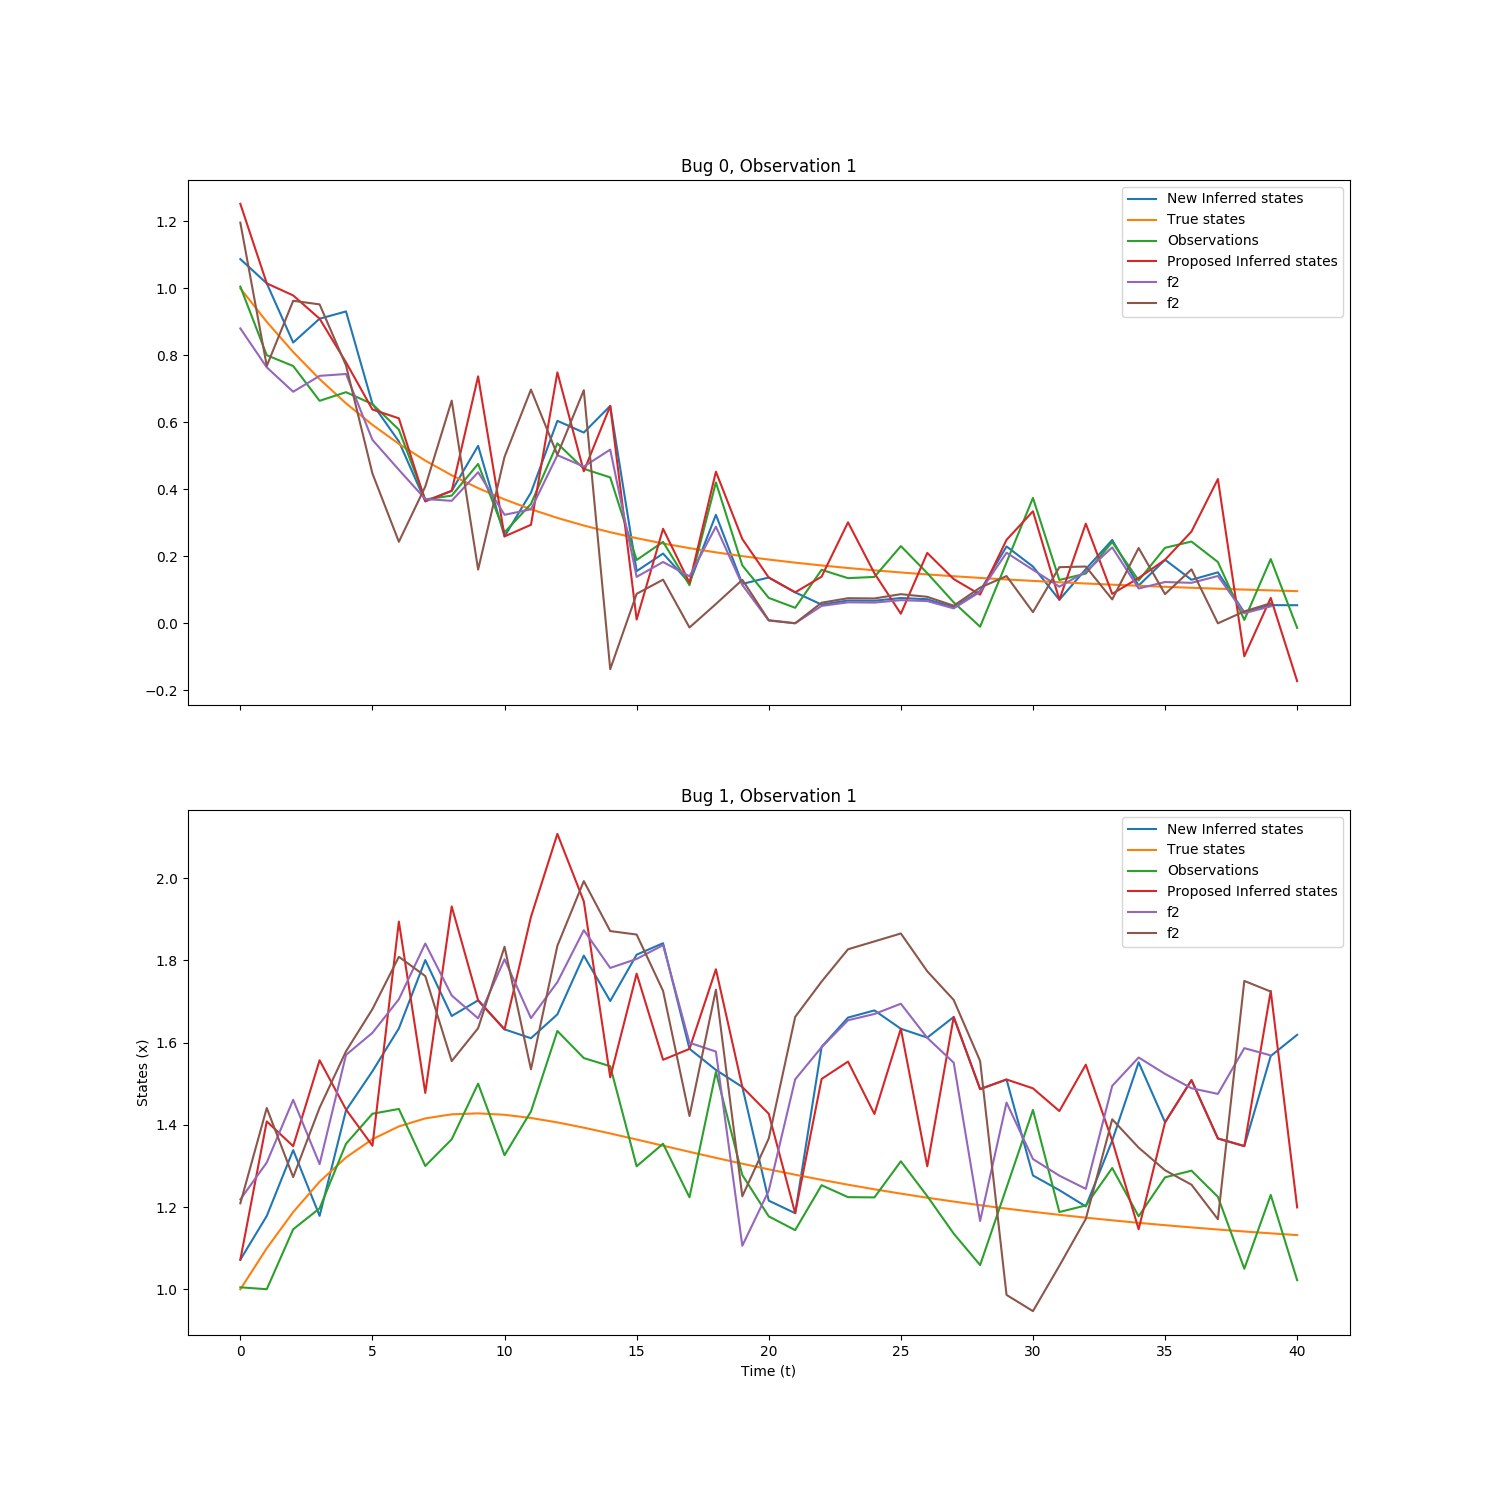 Bug 0, Observation 1
1.2
1.0
0.8
0.6
0.4
0.2
0.0
−0.2
New Inferred states
True states
Observations
Proposed Inferred states
f2
f2
Bug 1, Observation 1
States (x)
2.0
1.8
1.6
1.4
1.2
1.0
New Inferred states
True states
Observations
Proposed Inferred states
f2
f2
0 5 10 15 20 25 30 35 40
Time (t)